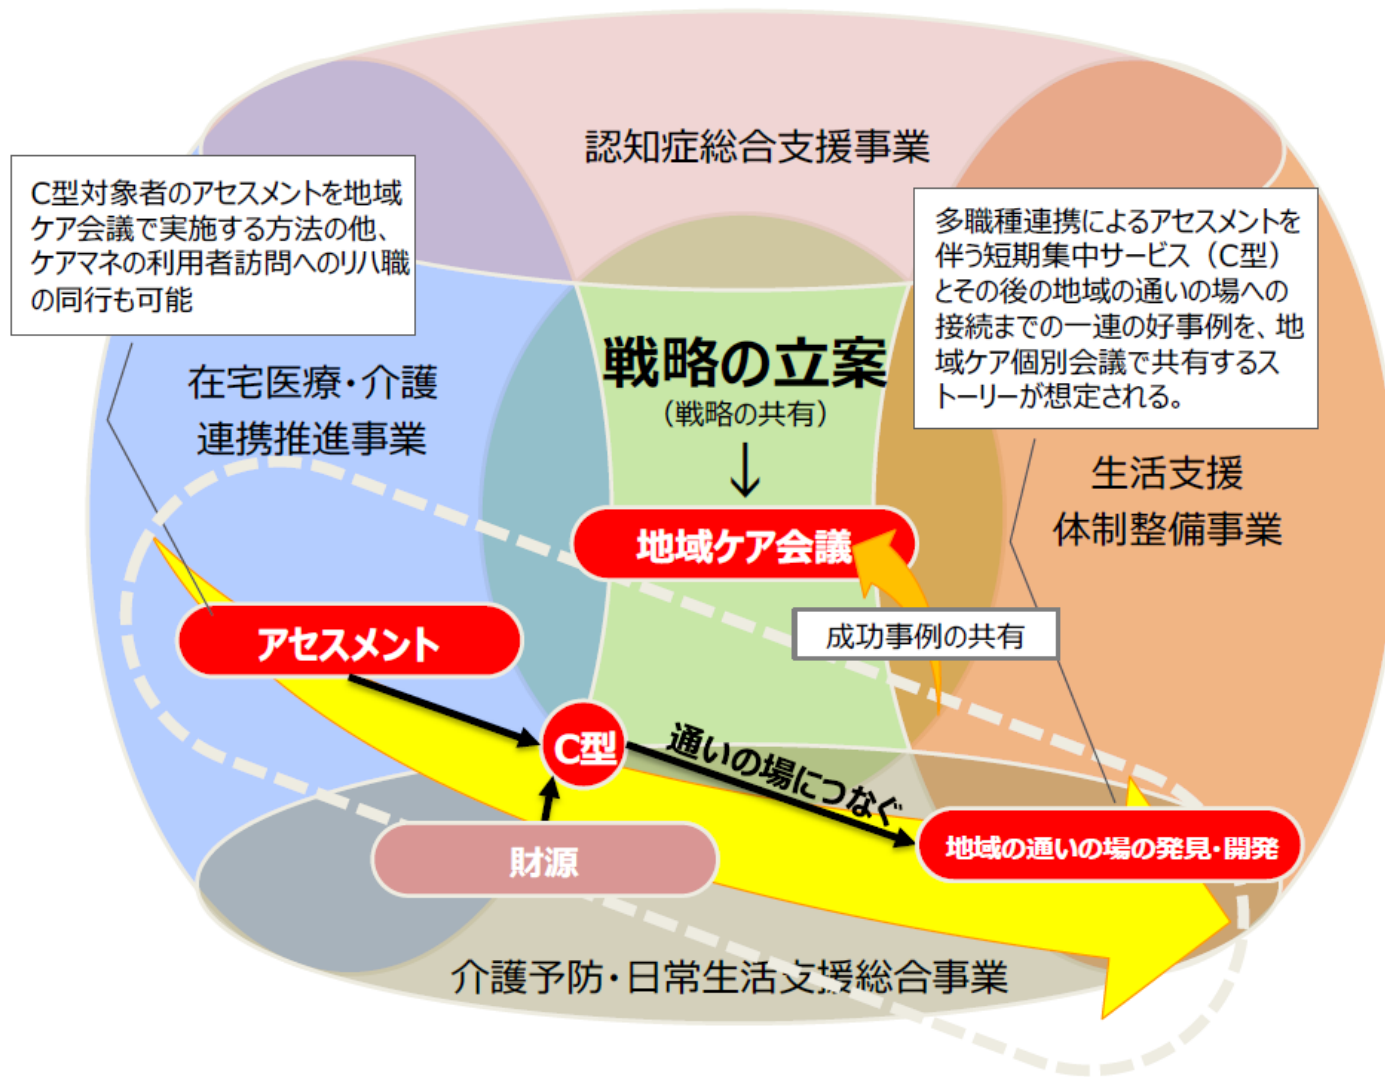 認知症総合支援事業
C型対象者のアセスメントを地域
ケア会議で実施する方法の他、
ケアマネの利用者訪問へのリハ職
の同行も可能
多職種連携によるアセスメントを
伴う短期集中サービス（C型）
とその後の地域の通いの場への
接続までの一連の好事例を、地
域ケア個別会議で共有するス
トーリーが想定される。
在宅医療・介護
連携推進事業
戦略の立案
（戦略の共有）
生活支援
体制整備事業
地域ケア会議
アセスメント
成功事例の共有
C型
通いの場につなぐ
財源
地域の通いの場の発見・開発
介護予防・日常生活支援総合事業